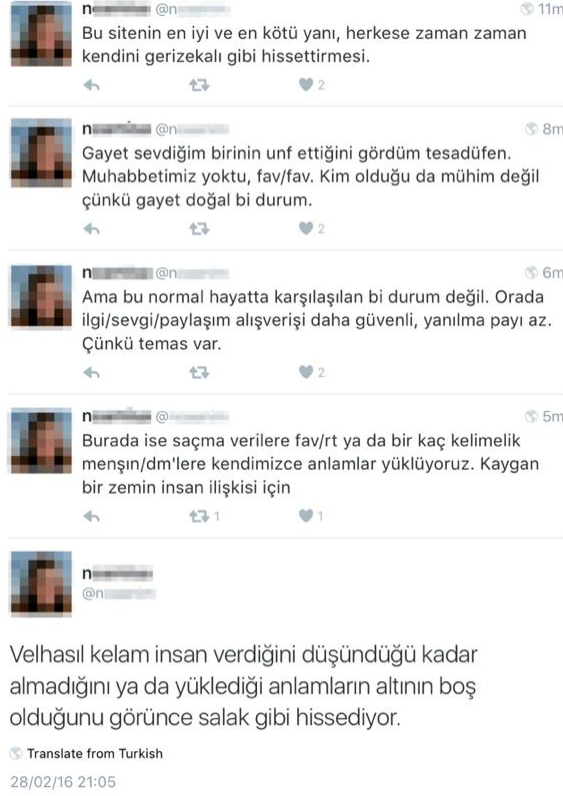 n @n 11m
Bu sitenin en iyi ve en kötü yanı, herkese zaman zaman
kendini gerizekalı gibi hissettirmesi.
2
n @n 8m
Gayet sevdiğim birinin unf ettiğini gördüm tesadüfen.
Muhabbetimiz yoktu, fav/fav. Kim olduğu da mühim değil
çünkü gayet doğal bi durum.
2
n @n 6m
Ama bu normal hayatta karşılaşılan bi durum değil. Orada
ilgi/sevgi/paylaşım alışverişi daha güvenli, yanılma payı az.
Çünkü temas var.
2
n @ 5m
Burada ise saçma verilere fav/rt ya da bir kaç kelimelik
menşın/dm'lere kendimizce anlamlar yüklüyoruz. Kaygan
bir zemin insan ilişkisi için
1 1
n
@n
Velhasıl kelam insan verdiğini düşündüğü kadar
almadığını ya da yüklediği anlamların altının boş
olduğunu görünce salak gibi hissediyor.
Translate from Turkish
28/02/16 21:05